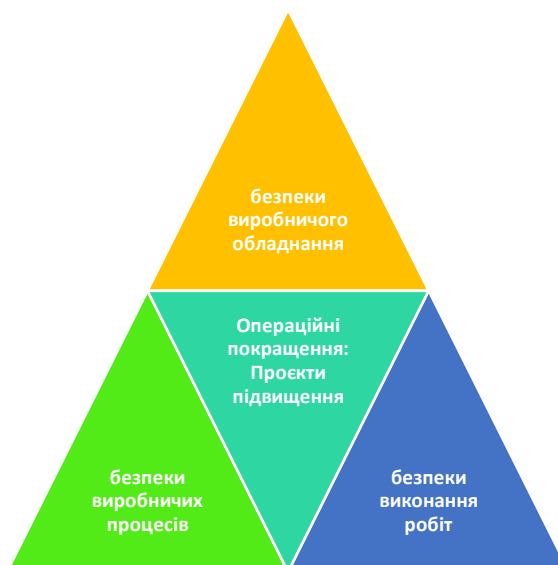 безпеки
виробничого
обладнання
Операційні
покращення:
Проєкти
підвищення
безпеки
виробничих
процесів
безпеки
виконання
робіт